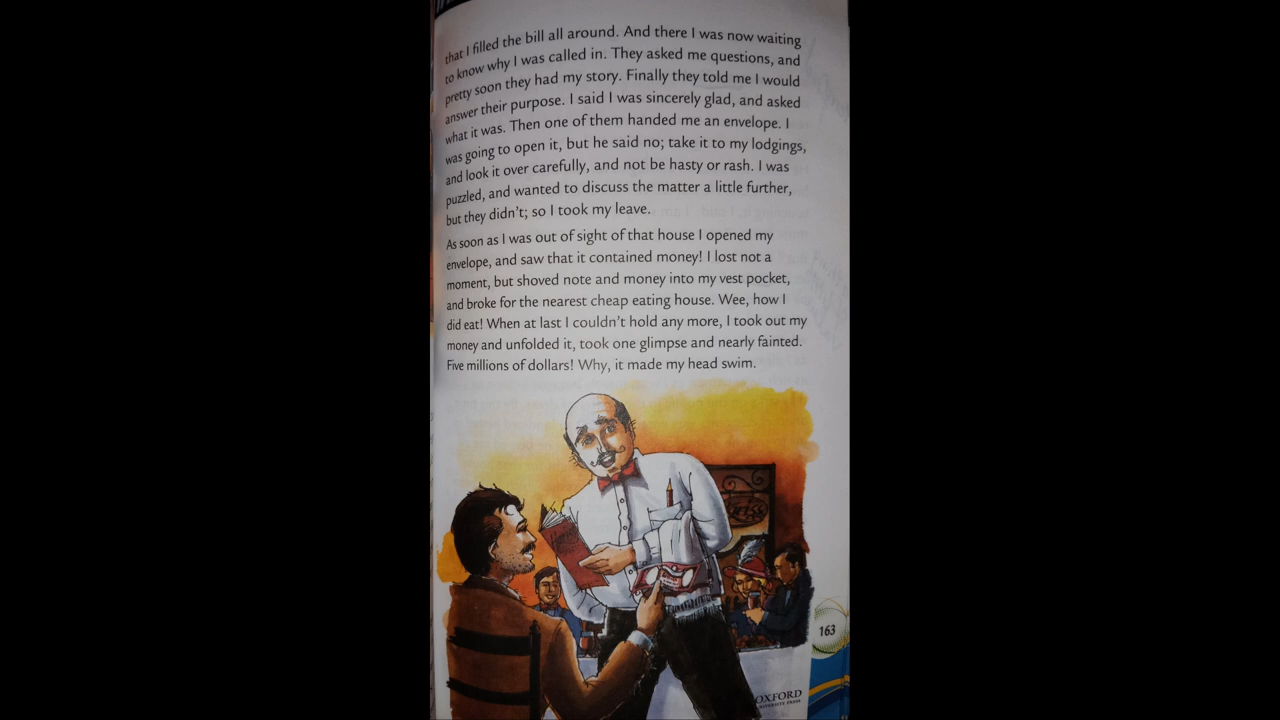 that I filled the bill all around. And there I was now waiting
to know why I was called in. They asked me questions, and
pretty soon they had my story. Finally they told me I would
answer their purpose. I said I was sincerely glad, and asked
what it was. Then one of them handed me an envelope. I
was going to open it, but he said no; take it to my lodgings,
and look it over carefully, and not be hasty or rash. I was
puzzled, and wanted to discuss the matter a little further,
but they didn't; so I took my leave.
As soon as I was out of sight of that house I opened my
envelope, and saw that it contained money! I lost not a
moment, but shoved note and money into my vest pocket,
and broke for the nearest cheap eating house. Wee, how I
did eat! When at last I couldn't hold any more, I took out my
money and unfolded it, took one glimpse and nearly fainted.
Five millions of dollars! Why, it made my head swim.
163
OXFORD
UNIVERSITY PRESS